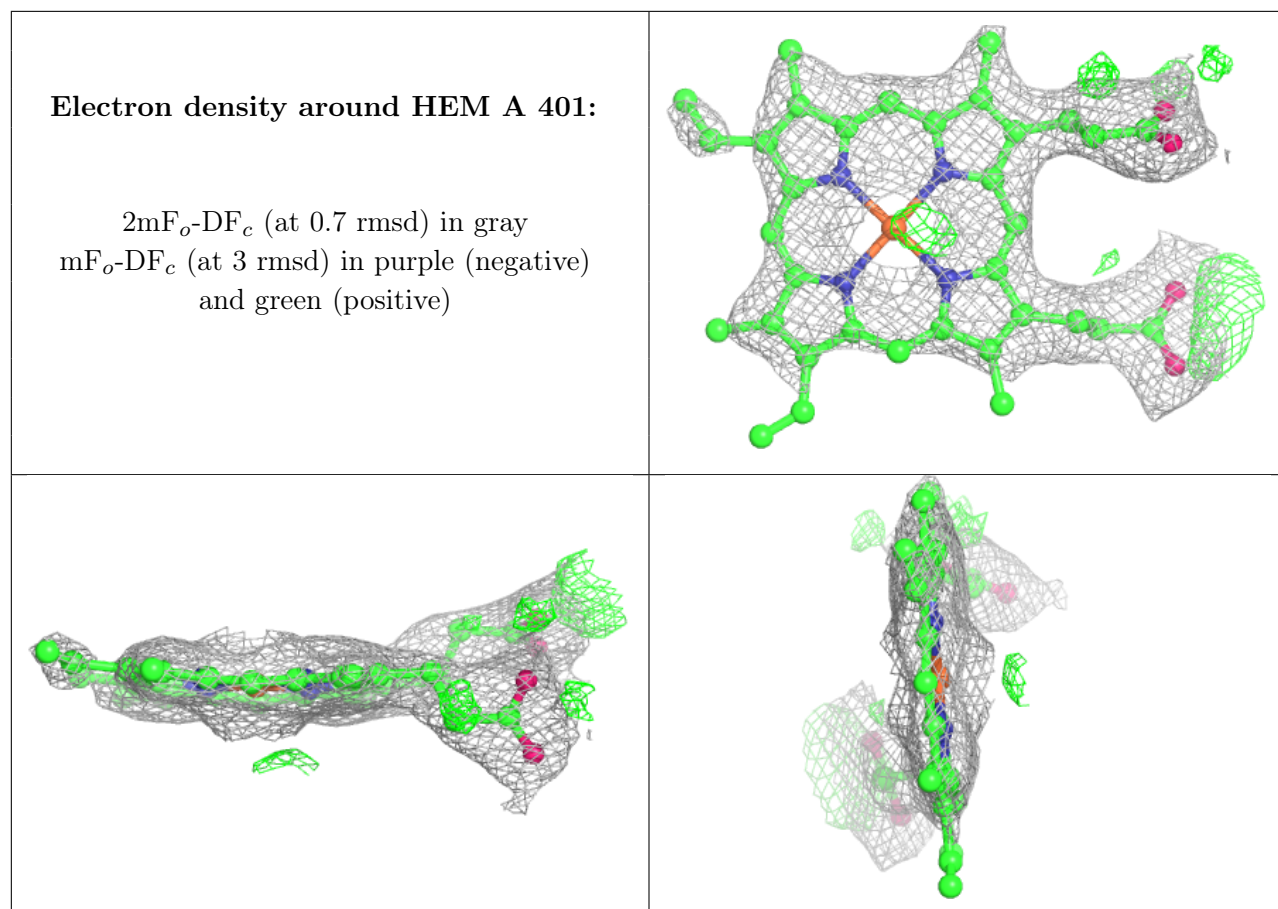 Electron density around HEM A 401:
2mFo-DFc (at 0.7 rmsd) in gray
mFo-DFc (at 3 rmsd) in purple (negative)
and green (positive)